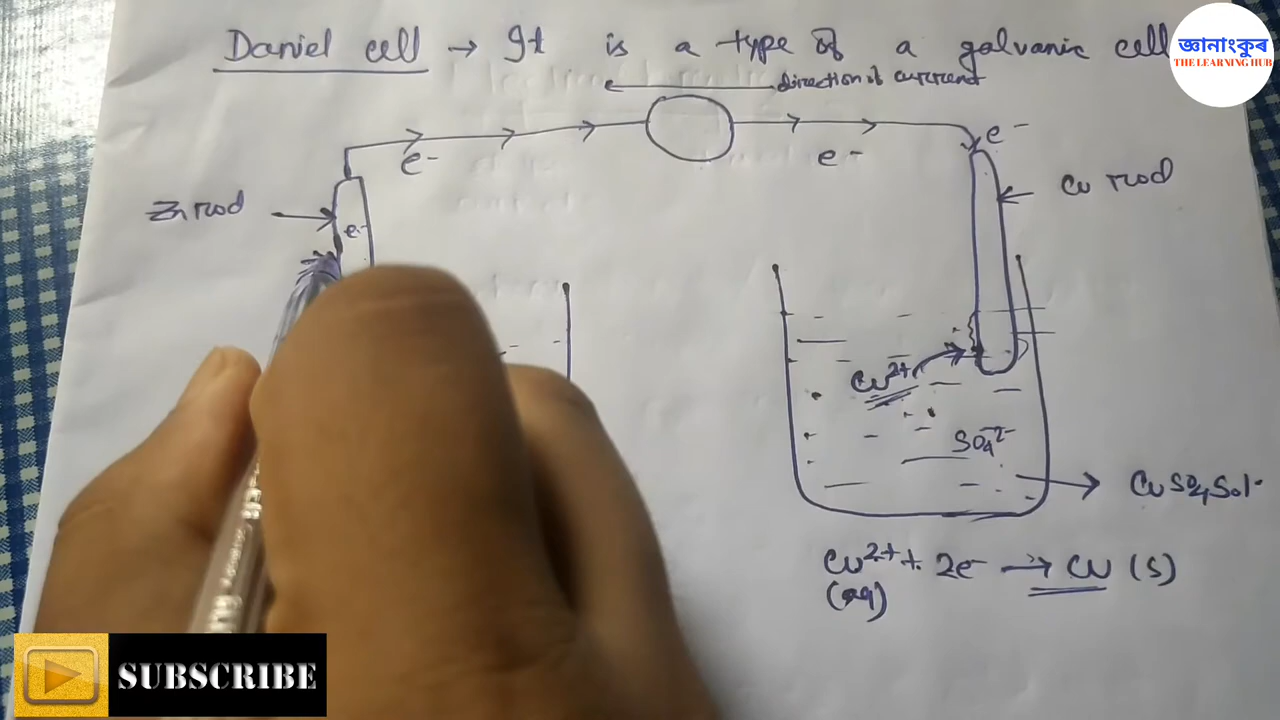 Daniel cell → It is a type of a galvanic cell
জ্ঞানাংকুৰ
THE LEARNING HUB
direction of current
e⁻
e⁻
e⁻
Zn rod
Cu rod
e⁻
Cu²⁺
SO₄²⁻
CuSO₄ Sol.
Cu²⁺ + 2e⁻ → Cu (s)
(aq)
SUBSCRIBE